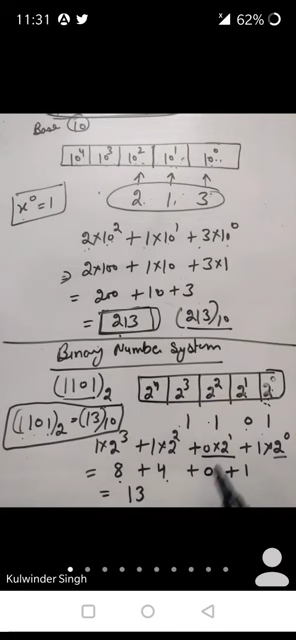 11:31
62%
Base 10
10⁴ 10³ 10² 10¹ 10⁰
x⁰=1
2 1 3
2×10² + 1×10¹ + 3×10⁰
⇒ 2×100 + 1×10 + 3×1
= 200 + 10 + 3
= 213 (213)₁₀
Binary Number System
(1101)₂ 2⁴ 2³ 2² 2¹ 2⁰
(1101)₂ = (13)₁₀ 1 1 0 1
1×2³ + 1×2² + 0×2¹ + 1×2⁰
= 8 + 4 + 0 + 1
= 13
Kulwinder Singh